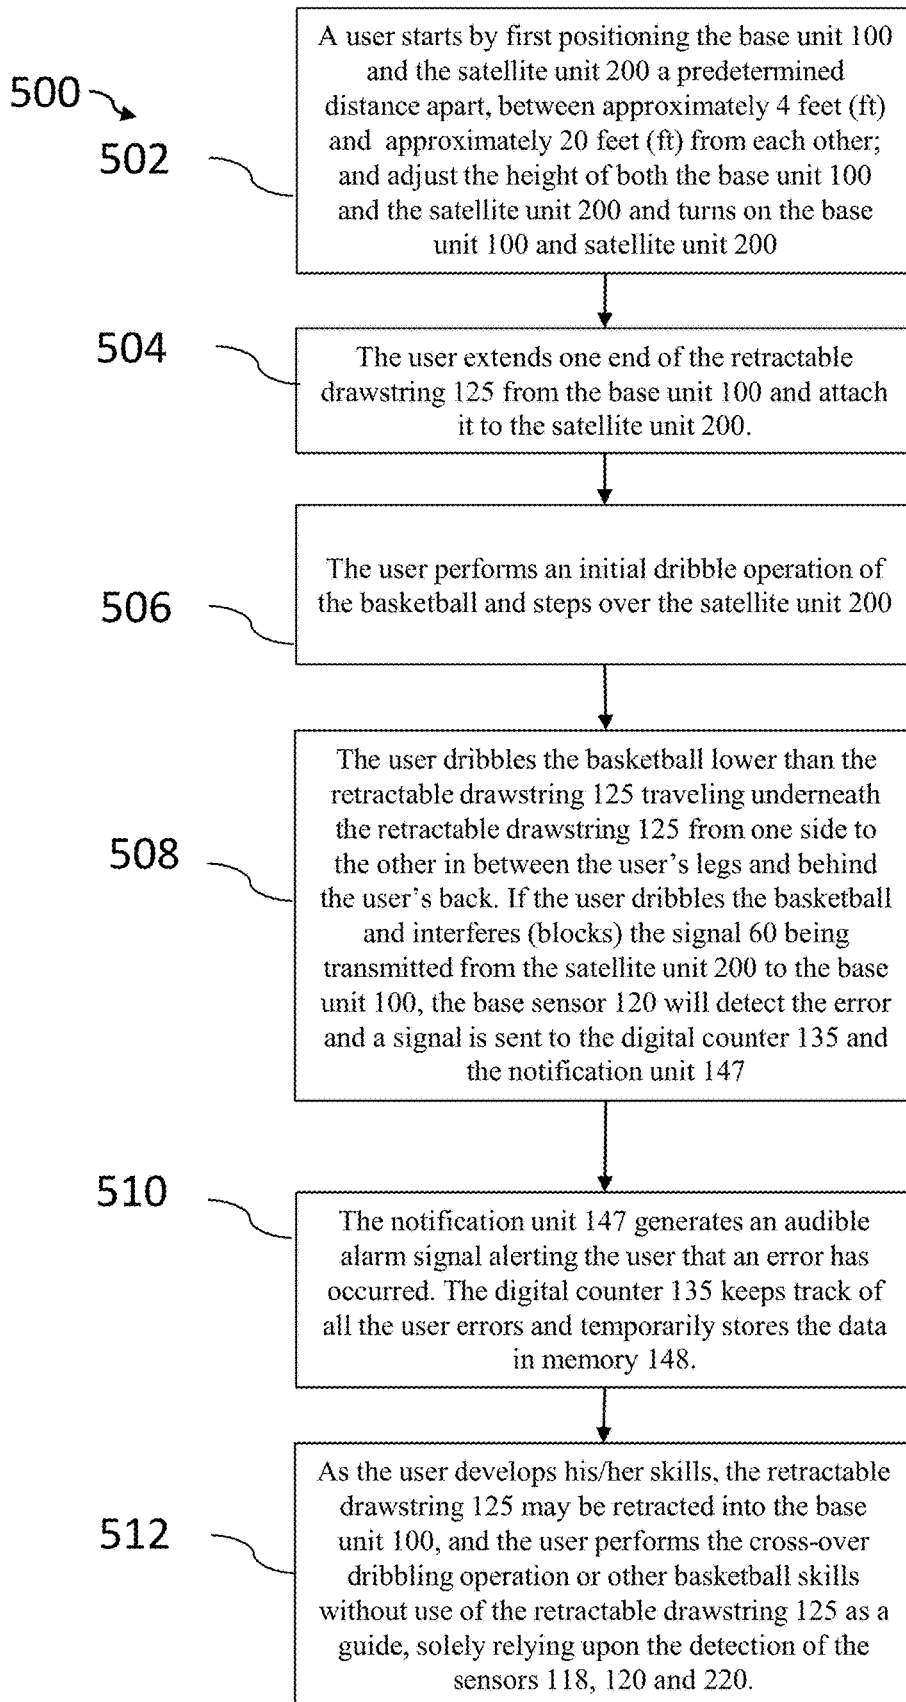 500
502
A user starts by first positioning the base unit 100
and the satellite unit 200 a predetermined
distance apart, between approximately 4 feet (ft)
and approximately 20 feet (ft) from each other;
and adjust the height of both the base unit 100
and the satellite unit 200 and turns on the base
unit 100 and satellite unit 200
504
The user extends one end of the retractable
drawstring 125 from the base unit 100 and attach
it to the satellite unit 200.
506
The user performs an initial dribble operation of
the basketball and steps over the satellite unit 200
508
The user dribbles the basketball lower than the
retractable drawstring 125 traveling underneath
the retractable drawstring 125 from one side to
the other in between the user's legs and behind
the user's back. If the user dribbles the basketball
and interferes (blocks) the signal 60 being
transmitted from the satellite unit 200 to the base
unit 100, the base sensor 120 will detect the error
and a signal is sent to the digital counter 135 and
the notification unit 147
510
The notification unit 147 generates an audible
alarm signal alerting the user that an error has
occurred. The digital counter 135 keeps track of
all the user errors and temporarily stores the data
in memory 148.
512
As the user develops his/her skills, the retractable
drawstring 125 may be retracted into the base
unit 100, and the user performs the cross-over
dribbling operation or other basketball skills
without use of the retractable drawstring 125 as a
guide, solely relying upon the detection of the
sensors 118, 120 and 220.